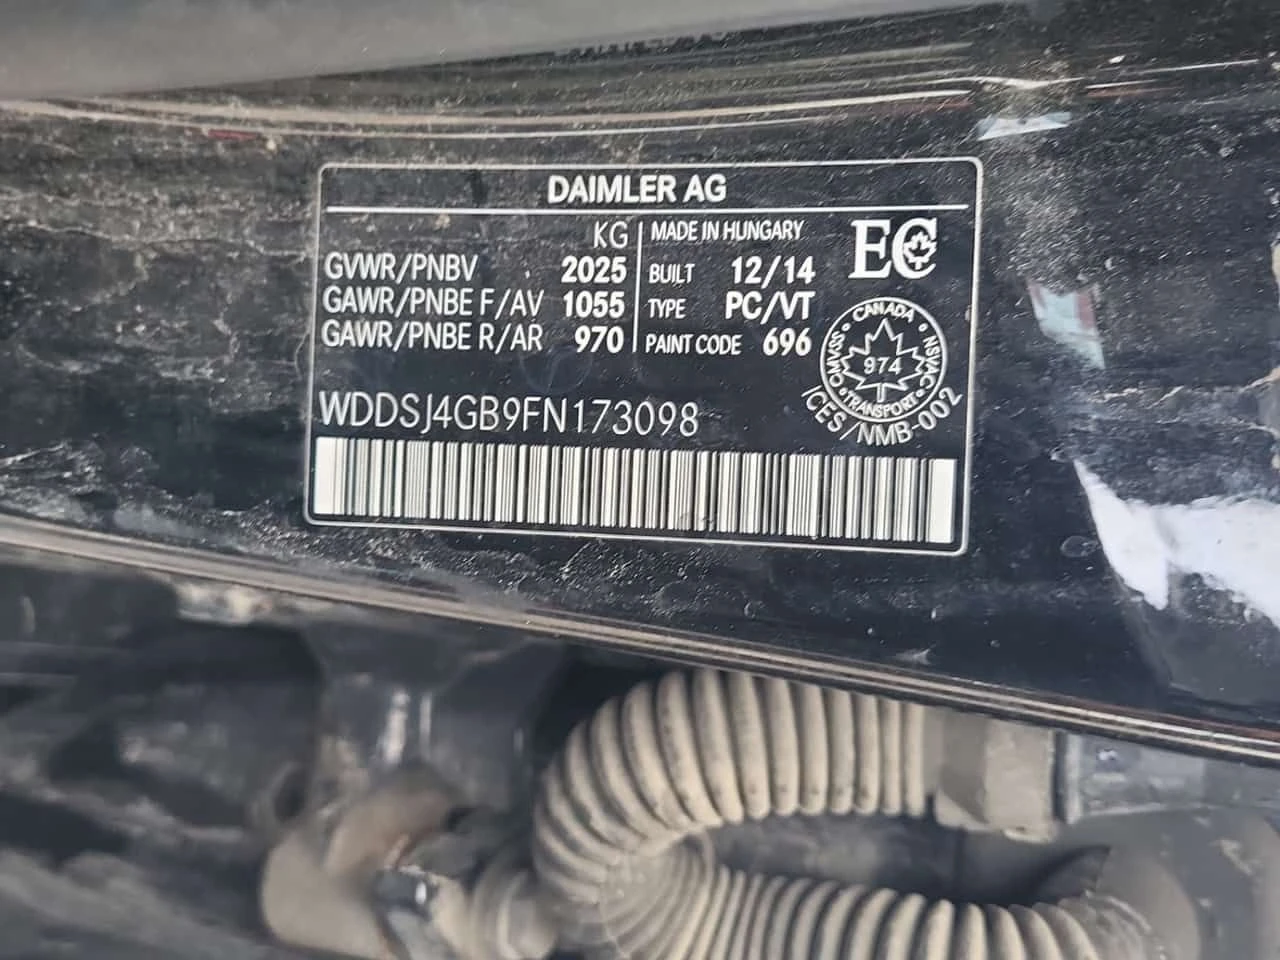 DAIMLER AG
KG
GVWR/PNBV 2025
GAWR/PNBE F/AV 1055
GAWR/PNBE R/AR 970
MADE IN HUNGARY
BUILT 12/14
TYPE PC/VT
PAINT CODE 696
EC
CANADA
974
NSVAC
TRANSPORT
CMVSS
ICES/NMB-002
WDDSJ4GB9FN173098